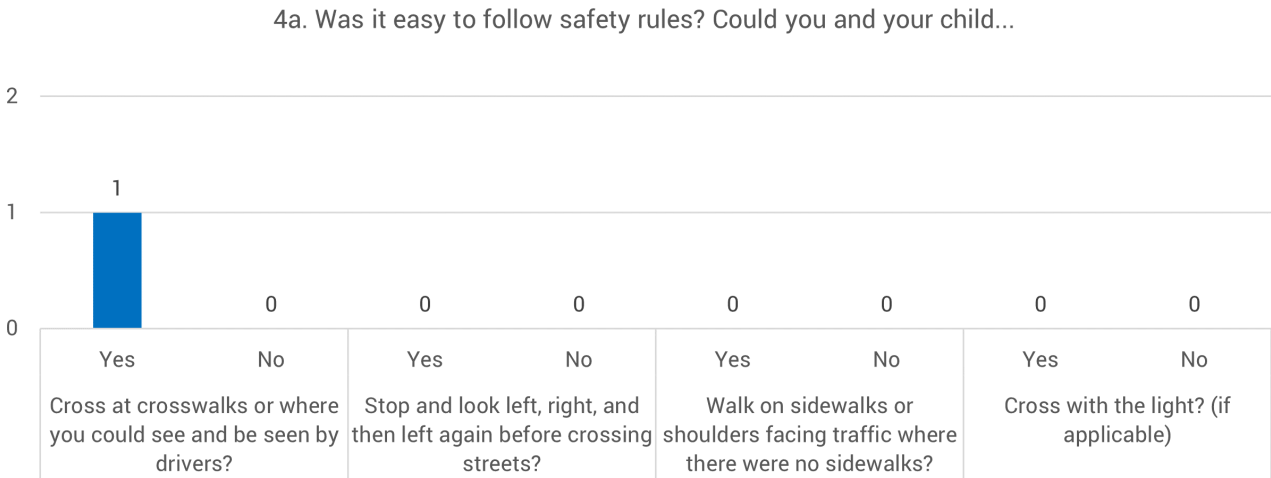 4a. Was it easy to follow safety rules? Could you and your child...
2
1
1
0 0 0 0 0 0 0
0
Yes No Yes No Yes No Yes No
Cross at crosswalks or where you could see and be seen by drivers?
Stop and look left, right, and then left again before crossing streets?
Walk on sidewalks or shoulders facing traffic where there were no sidewalks?
Cross with the light? (if applicable)